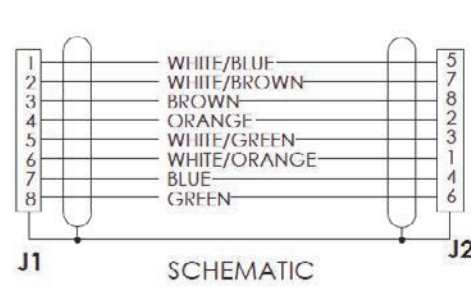 1 WHITE/BLUE 5
2 WHITE/BROWN 7
3 BROWN 8
4 ORANGE 2
5 WHITE/GREEN 3
6 WHITE/ORANGE 1
7 BLUE 4
8 GREEN 6
J1 J2
SCHEMATIC